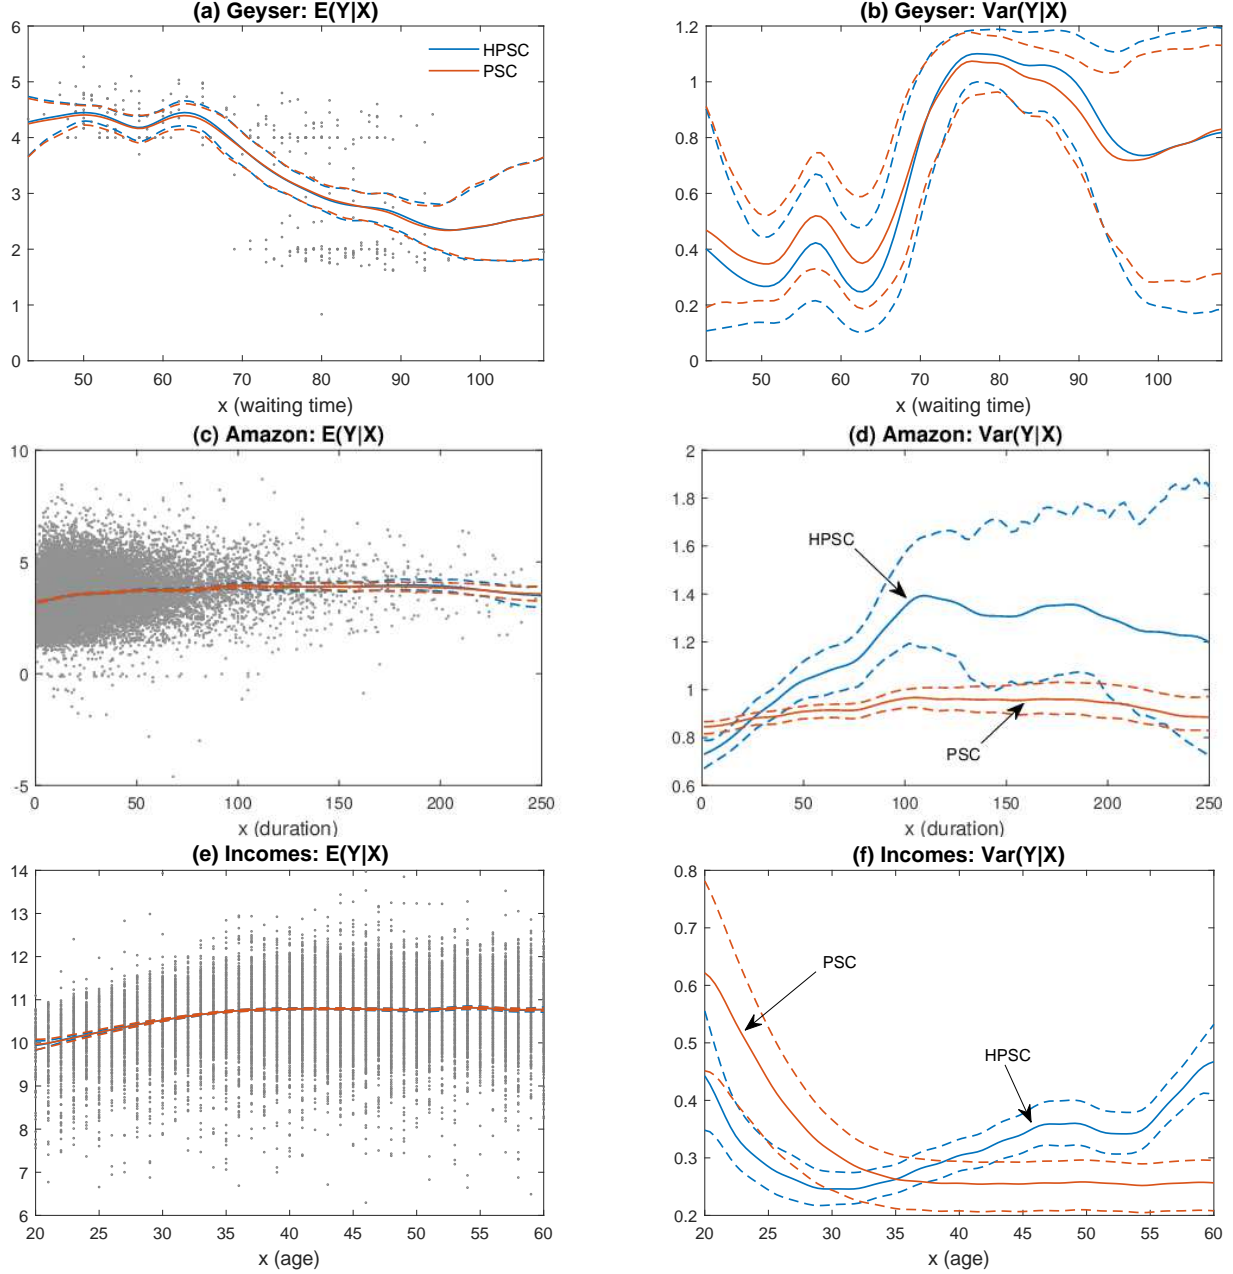 (a) Geyser: E(Y|X)
6
5
4
3
2
1
0
HPSC
PSC
50 60 70 80 90 100
x (waiting time)
(b) Geyser: Var(Y|X)
1.2
1
0.8
0.6
0.4
0.2
0
50 60 70 80 90 100
x (waiting time)
(c) Amazon: E(Y|X)
10
5
0
-5
0 50 100 150 200 250
x (duration)
(d) Amazon: Var(Y|X)
2
1.8
1.6
1.4
1.2
1
0.8
0.6
HPSC
PSC
0 50 100 150 200 250
x (duration)
(e) Incomes: E(Y|X)
14
13
12
11
10
9
8
7
6
20 25 30 35 40 45 50 55 60
x (age)
(f) Incomes: Var(Y|X)
0.8
0.7
0.6
0.5
0.4
0.3
0.2
PSC
HPSC
20 25 30 35 40 45 50 55 60
x (age)